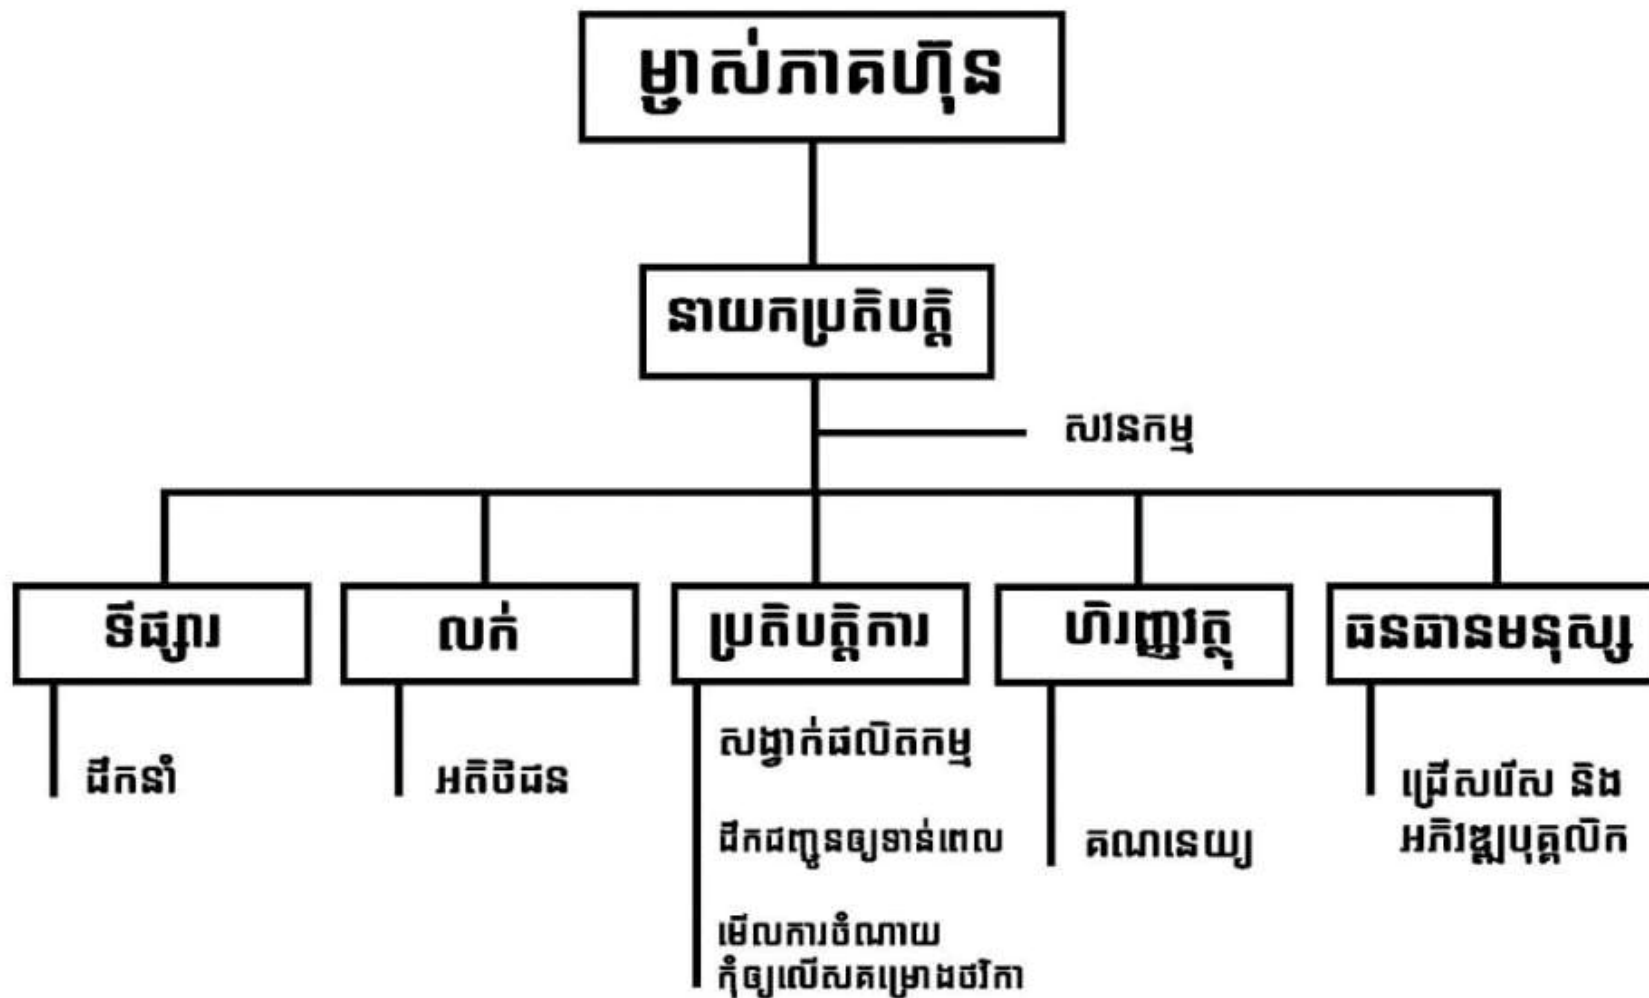 ម្ចាស់ភាគហ៊ុន
នាយកប្រតិបត្តិ
សវនកម្ម
ទីផ្សារ
លក់
ប្រតិបត្តិការ
ហិរញ្ញវត្ថុ
ធនធានមនុស្ស
ដឹកនាំ
អតិថិជន
សង្វាក់ផលិតកម្ម
ដឹកជញ្ជូនឲ្យទាន់ពេល
មើលការចំណាយ
កុំឲ្យលើសគម្រោងថវិកា
គណនេយ្យ
ជ្រើសរើស និង
អភិវឌ្ឍបុគ្គលិក